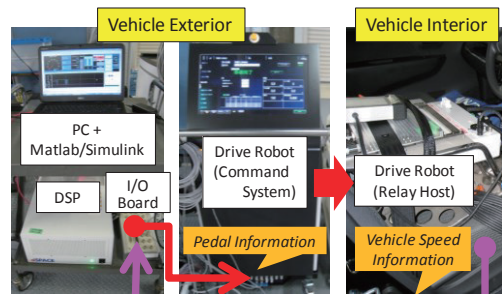 Vehicle Exterior
Vehicle Interior
PC +
Matlab/Simulink
DSP
I/O
Board
Drive Robot
(Command
System)
Pedal Information
Drive Robot
(Relay Host)
Vehicle Speed
Information